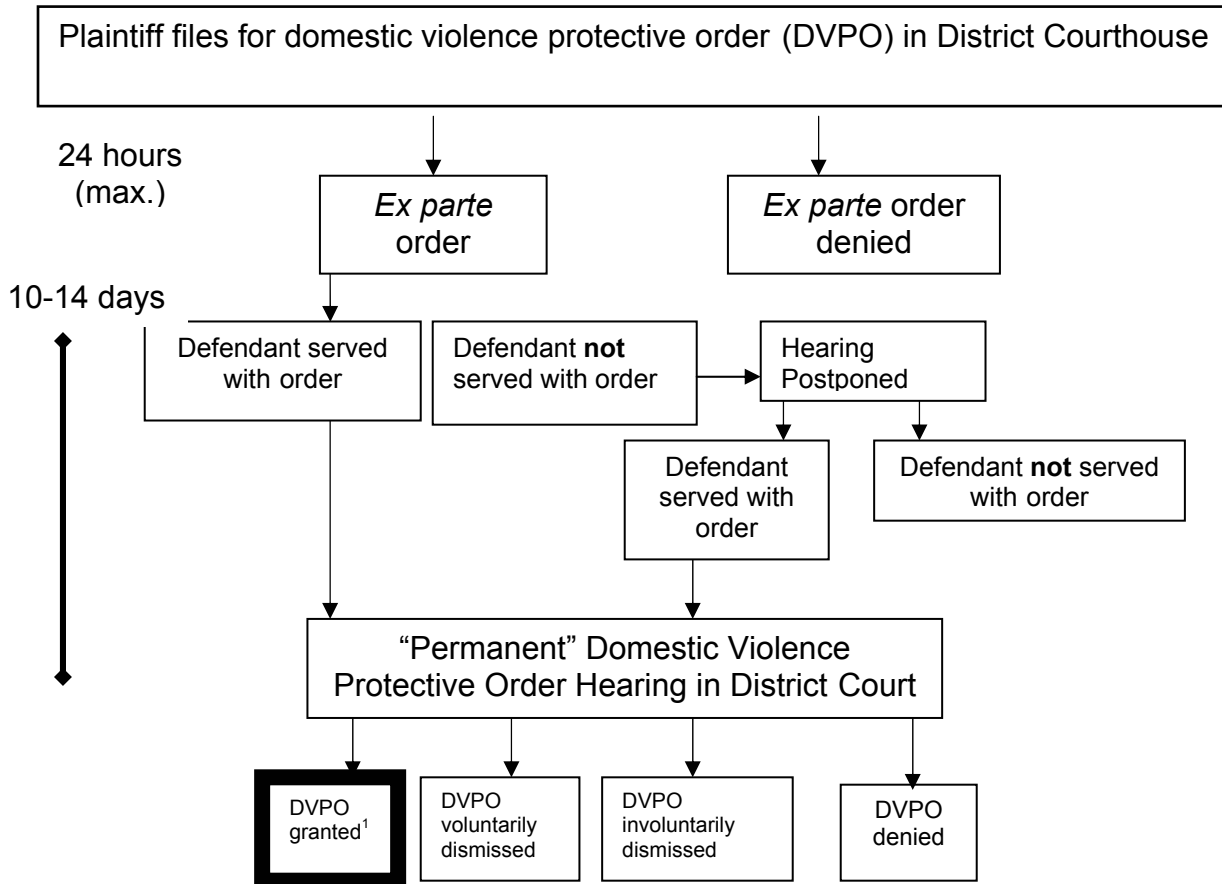 Plaintiff files for domestic violence protective order (DVPO) in District Courthouse
24 hours
(max.)
Ex parte
order
Ex parte order
denied
10-14 days
Defendant served
with order
Defendant not
served with order
Hearing
Postponed
Defendant
served with
order
Defendant not served
with order
“Permanent” Domestic Violence
Protective Order Hearing in District Court
DVPO
granted¹
DVPO
voluntarily
dismissed
DVPO
involuntarily
dismissed
DVPO
denied